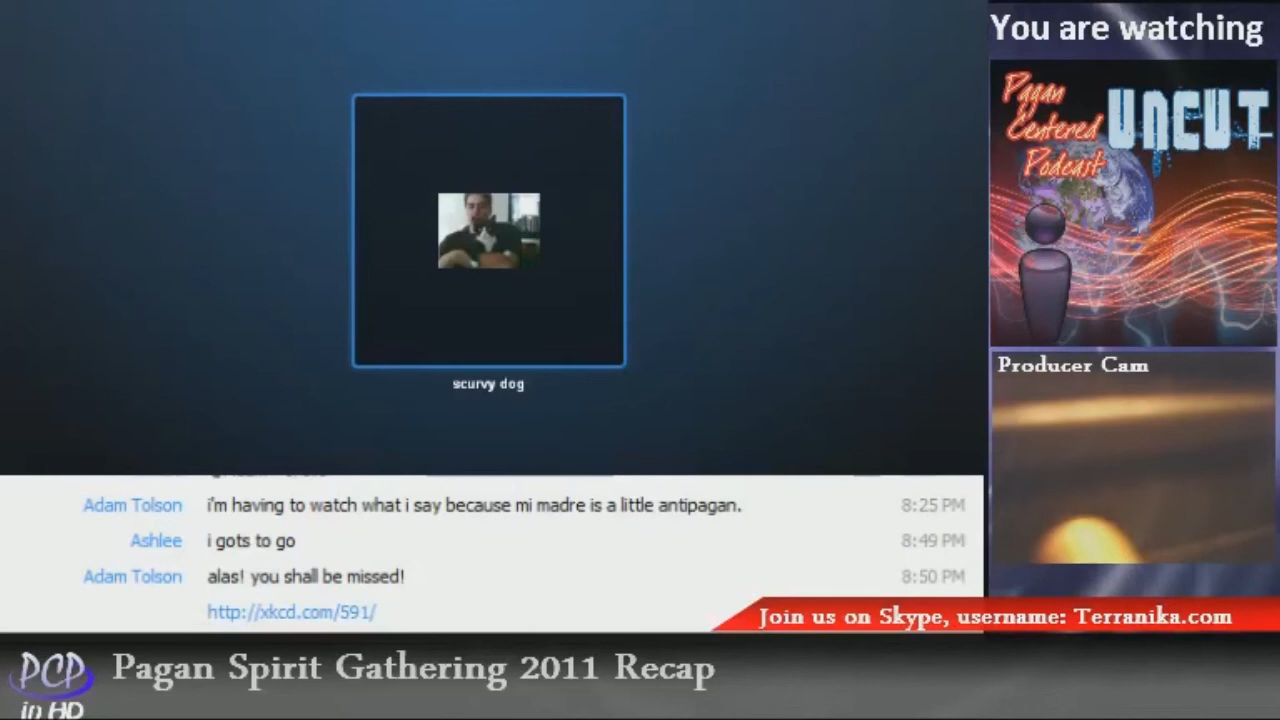 You are watching
Pagan
Centered
Podcast
UNCUT
scurvy dog
Producer Cam
Adam Tolson i'm having to watch what i say because mi madre is a little antipagan. 8:25 PM
Ashlee i gots to go 8:49 PM
Adam Tolson alas! you shall be missed! 8:50 PM
http://xkcd.com/591/
Join us on Skype, username: Terranika.com
PCP
in HD
Pagan Spirit Gathering 2011 Recap